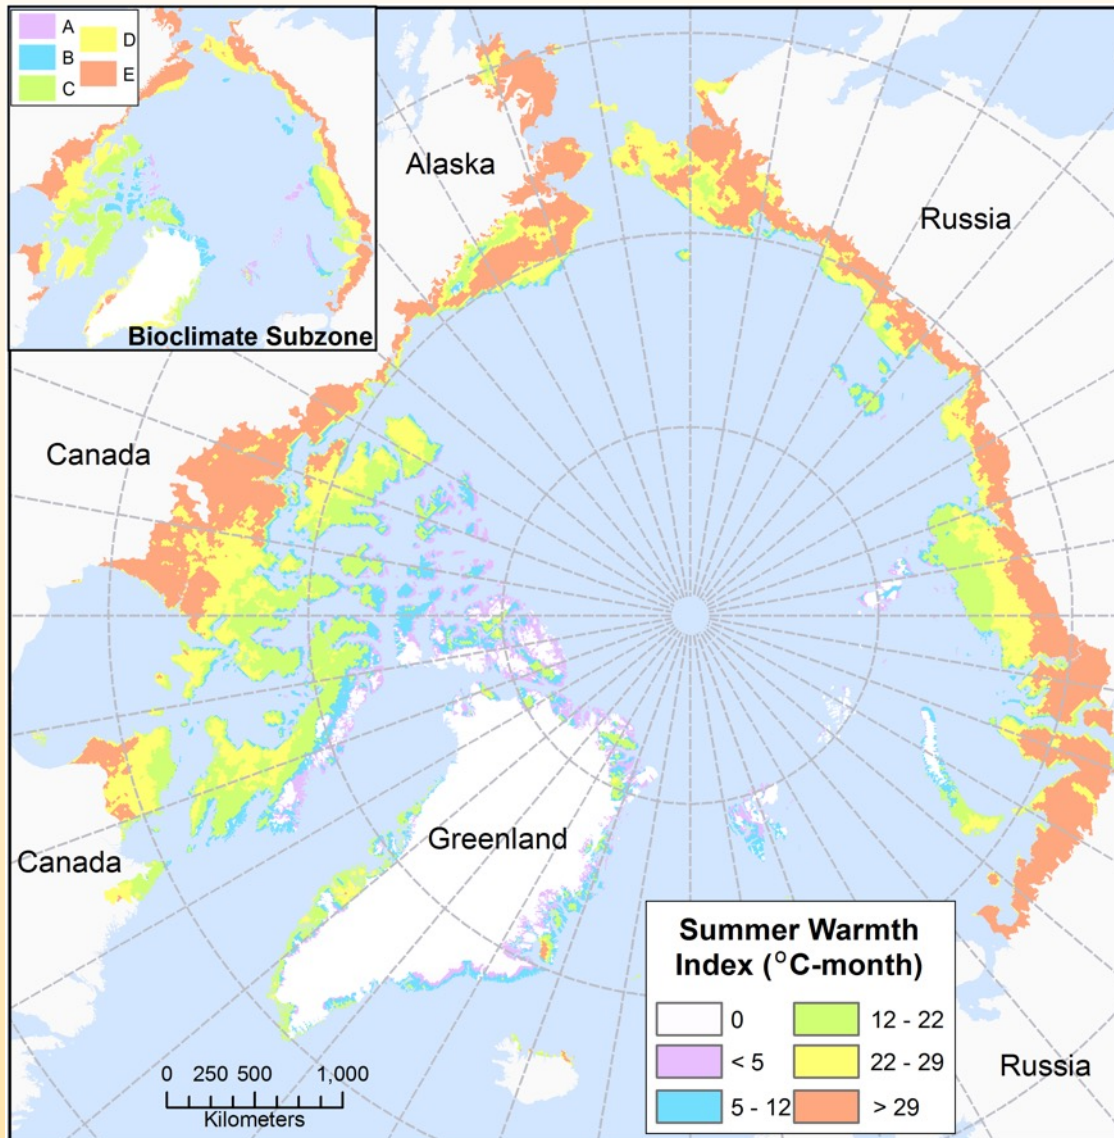 A
B
C
D
E
Bioclimate Subzone
Alaska
Russia
Canada
Canada
Greenland
Russia
0 250 500 1,000
Kilometers
Summer Warmth
Index (°C-month)
0
< 5
5 - 12
12 - 22
22 - 29
> 29